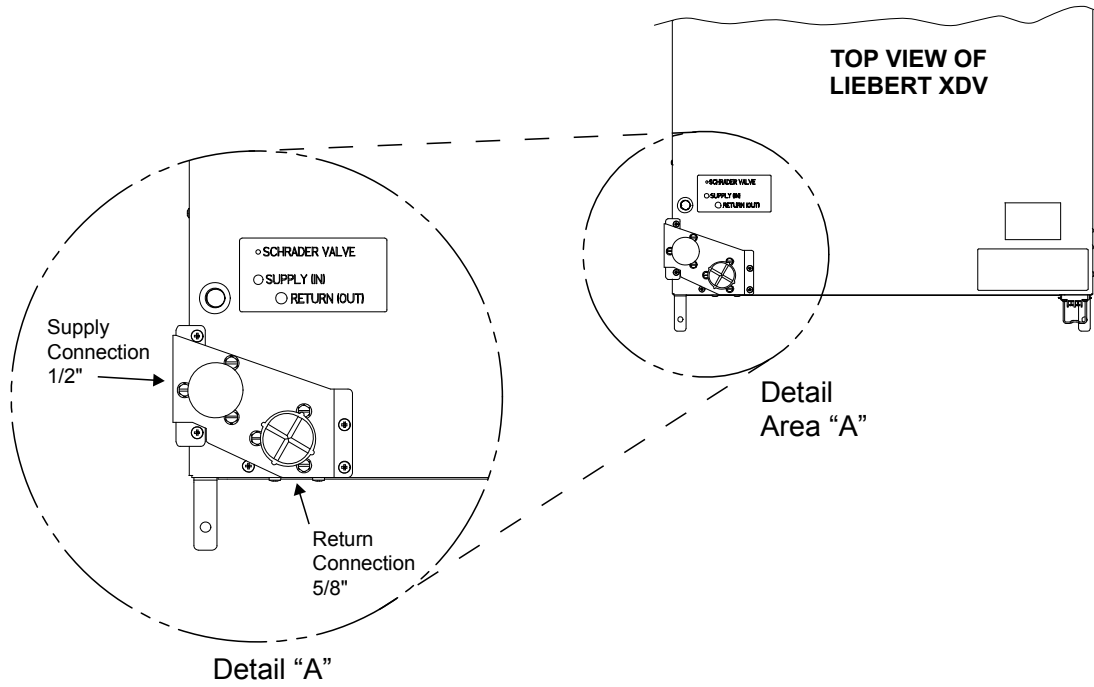 TOP VIEW OF
LIEBERT XDV
SCHRADER VALVE
SUPPLY (IN)
RETURN (OUT)
SCHRADER VALVE
SUPPLY (IN)
RETURN (OUT)
Supply
Connection
1/2"
Detail
Area “A”
Return
Connection
5/8"
Detail “A”